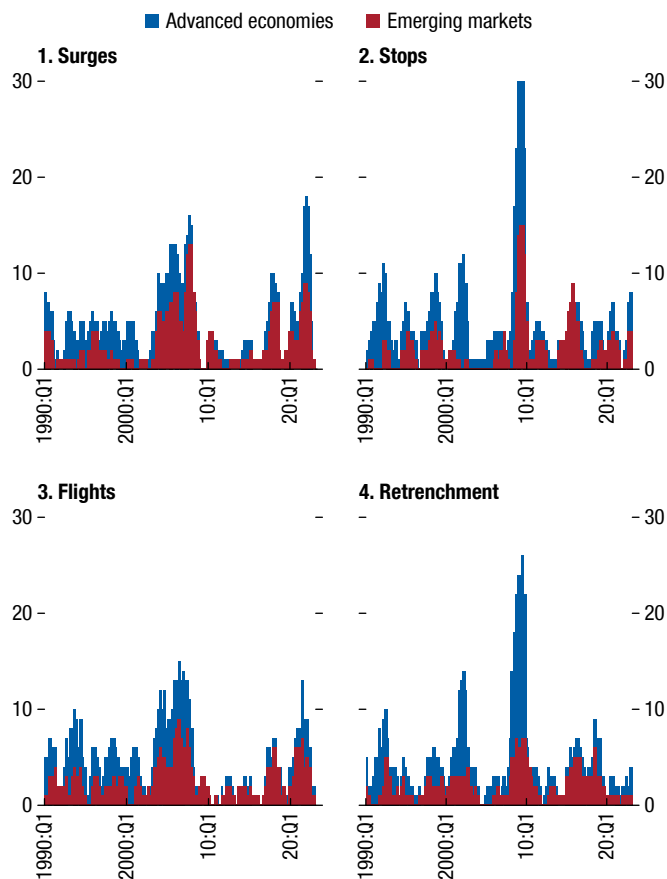 Advanced economies Emerging markets
1. Surges
2. Stops
30
20
10
0
30
20
10
0
1990:Q1
2000:Q1
10:Q1
20:Q1
1990:Q1
2000:Q1
10:Q1
20:Q1
3. Flights
4. Retrenchment
30
20
10
0
30
20
10
0
1990:Q1
2000:Q1
10:Q1
20:Q1
1990:Q1
2000:Q1
10:Q1
20:Q1